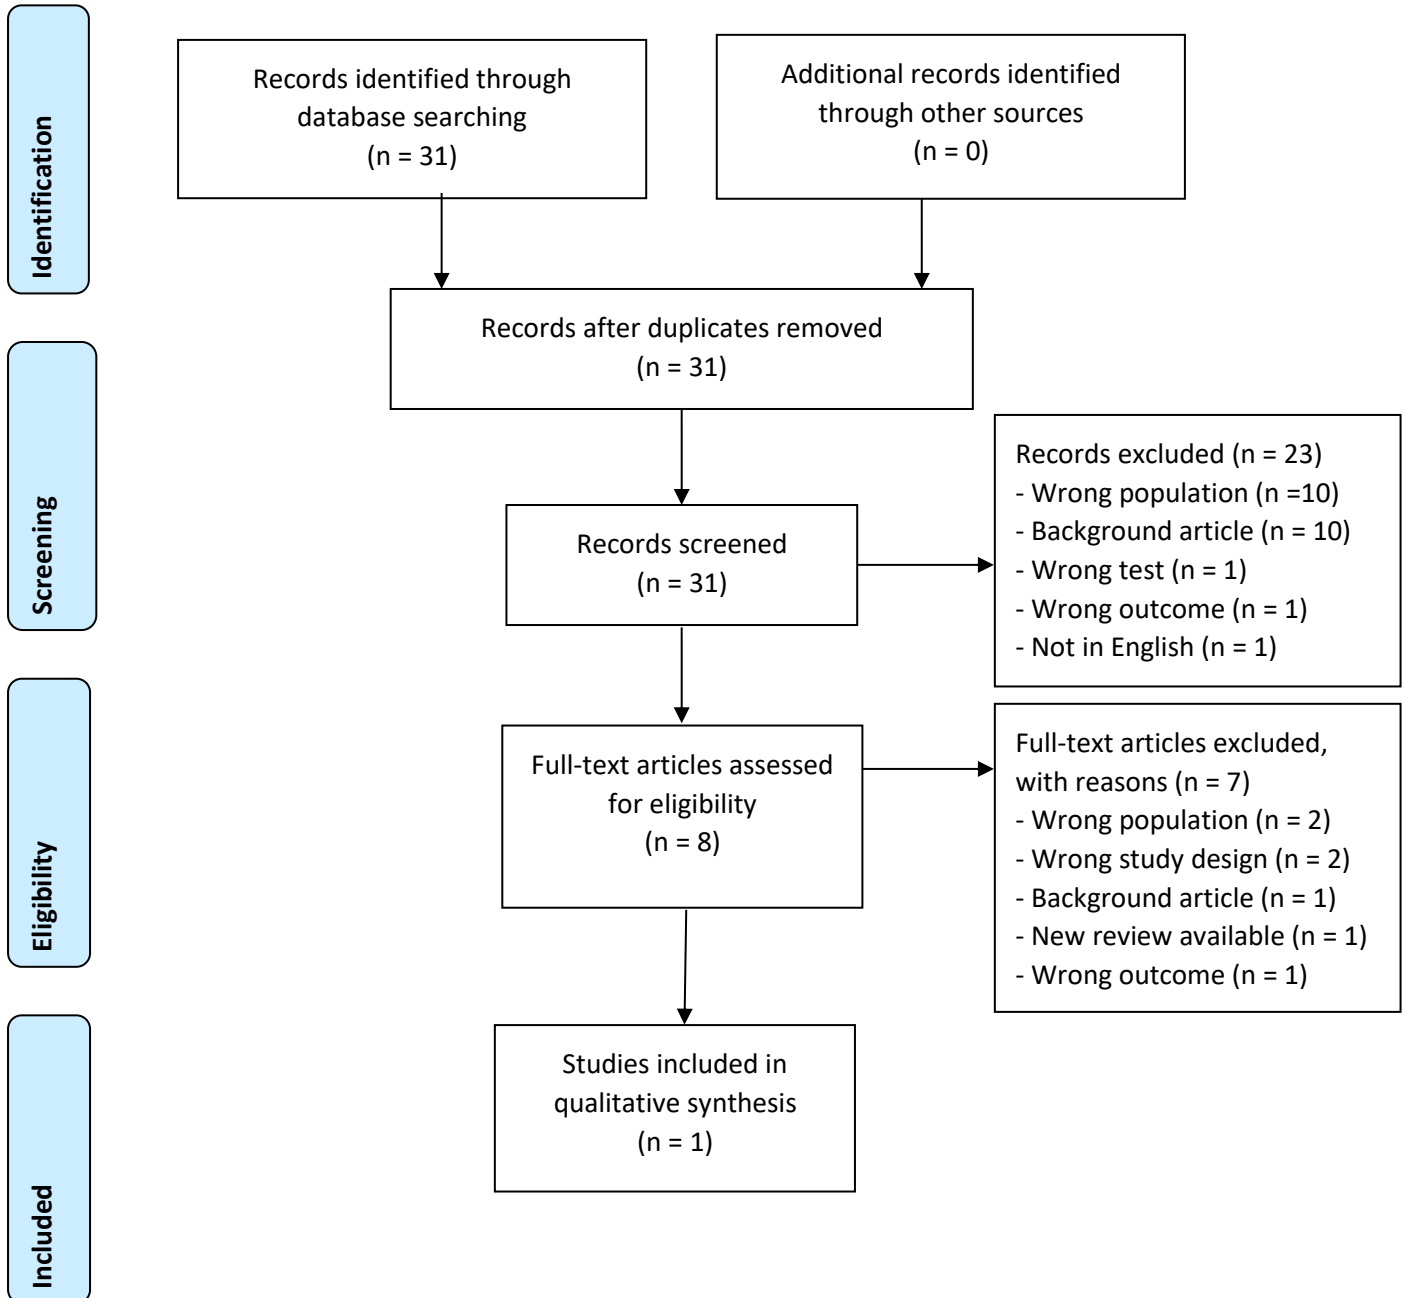 Identification
Records identified through
database searching
(n = 31)
Additional records identified
through other sources
(n = 0)
Records after duplicates removed
(n = 31)
Screening
Records screened
(n = 31)
Records excluded (n = 23)
- Wrong population (n =10)
- Background article (n = 10)
- Wrong test (n = 1)
- Wrong outcome (n = 1)
- Not in English (n = 1)
Eligibility
Full-text articles assessed
for eligibility
(n = 8)
Full-text articles excluded,
with reasons (n = 7)
- Wrong population (n = 2)
- Wrong study design (n = 2)
- Background article (n = 1)
- New review available (n = 1)
- Wrong outcome (n = 1)
Included
Studies included in
qualitative synthesis
(n = 1)